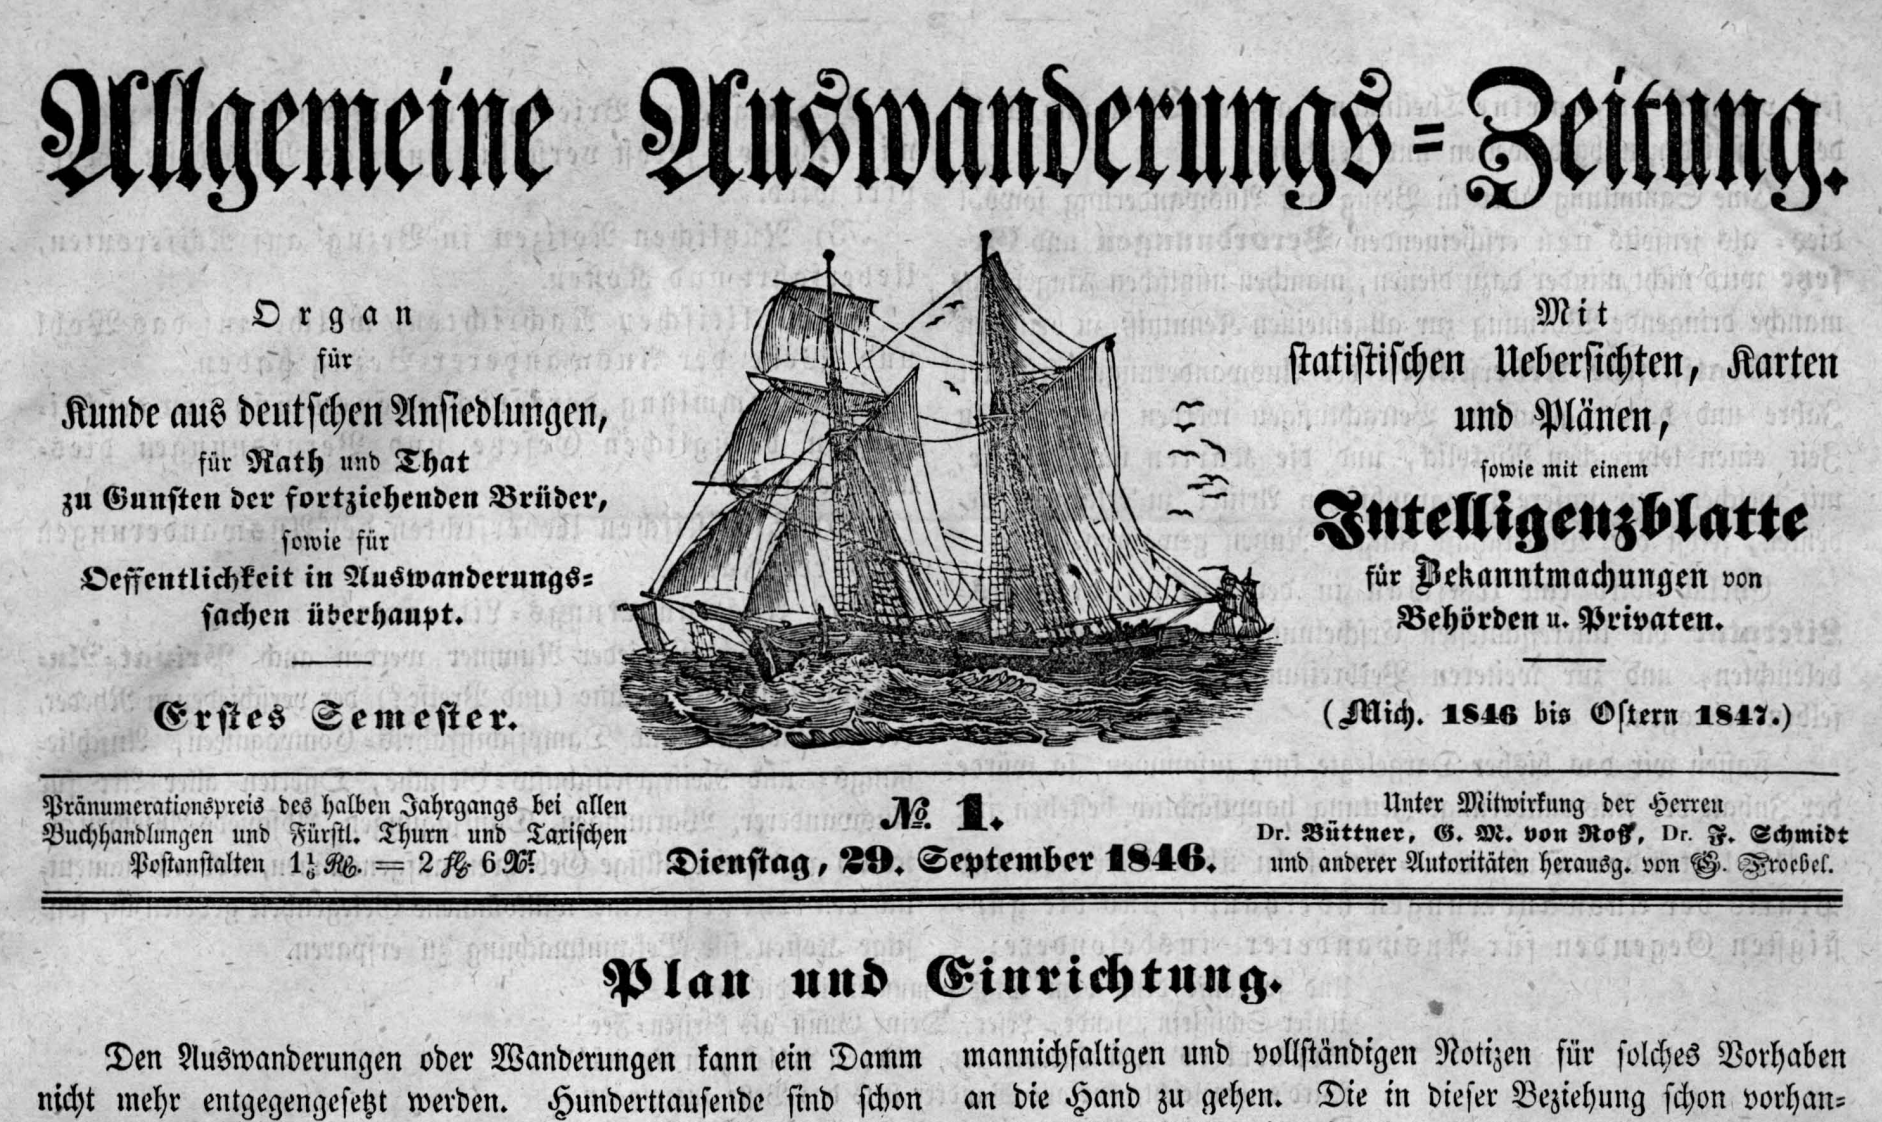 Allgemeine Auswanderungs-Zeitung.
Organ
für
Kunde aus deutschen Ansiedlungen,
für Rath und That
zu Gunsten der fortziehenden Brüder,
sowie für
Oeffentlichkeit in Auswanderungs-
sachen überhaupt.
Erstes Semester.
Mit
statistischen Uebersichten, Karten
und Plänen,
sowie mit einem
Intelligenzblatte
für Bekanntmachungen von
Behörden u. Privaten.
(Mich. 1846 bis Ostern 1847.)
Pränumerationspreis des halben Jahrgangs bei allen
Buchhandlungen und Fürstl. Thurn und Taxischen
Postanstalten = 2 6
№. 1.
Dienstag, 29. September 1846.
Unter Mitwirkung der Herren
Dr. Büttner, G. M. von Roß, Dr. F. Schmidt
und anderer Autoritäten herausg. von G. Froebel.
Plan und Einrichtung.
Den Auswanderungen oder Wanderungen kann ein Damm
nicht mehr entgegengesetzt werden. Hunderttausende sind schon
mannichfaltigen und vollständigen Notizen für solches Vorhaben
an die Hand zu gehen. Die in dieser Beziehung schon vorhan-